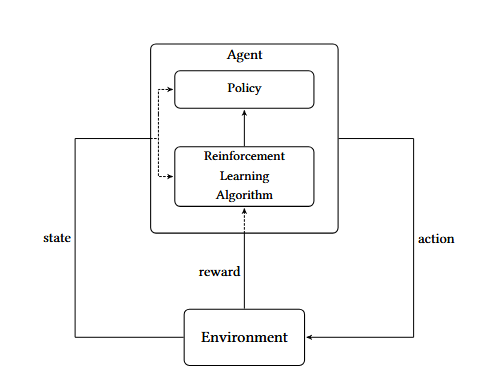 Agent
Policy
Reinforcement
Learning
Algorithm
state
action
reward
Environment